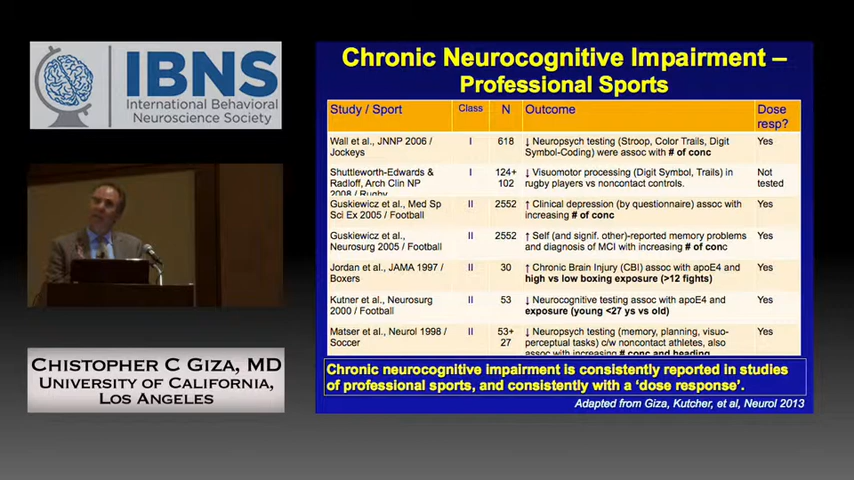 IBNS
International Behavioral
Neuroscience Society
CHISTOPHER C GIZA, MD
UNIVERSITY OF CALIFORNIA,
LOS ANGELES
Chronic Neurocognitive Impairment –
Professional Sports
Study / Sport Class N Outcome Dose
resp?
Wall et al., JNNP 2006 / I 618 ↓ Neuropsych testing (Stroop, Color Trails, Digit Yes
Jockeys Symbol-Coding) were assoc with # of conc
Shuttleworth-Edwards & I 124+ ↓ Visuomotor processing (Digit Symbol, Trails) in Not
Radloff, Arch Clin NP 102 rugby players vs noncontact controls. tested
2008 / Rugby
Guskiewicz et al., Med Sp II 2552 ↑ Clinical depression (by questionnaire) assoc with Yes
Sci Ex 2005 / Football increasing # of conc
Guskiewicz et al., II 2552 ↑ Self (and signif. other)-reported memory problems Yes
Neurosurg 2005 / Football and diagnosis of MCI with increasing # of conc
Jordan et al., JAMA 1997 / II 30 ↑ Chronic Brain Injury (CBI) assoc with apoE4 and Yes
Boxers high vs low boxing exposure (>12 fights)
Kutner et al., Neurosurg II 53 ↓ Neurocognitive testing assoc with apoE4 and Yes
2000 / Football exposure (young <27 ys vs old)
Matser et al., Neurol 1998 / II 53+ ↓ Neuropsych testing (memory, planning, visuo- Yes
Soccer 27 perceptual tasks) c/w noncontact athletes, also
assoc with increasing # conc and heading
Chronic neurocognitive impairment is consistently reported in studies
of professional sports, and consistently with a ‘dose response’.
Adapted from Giza, Kutcher, et al, Neurol 2013